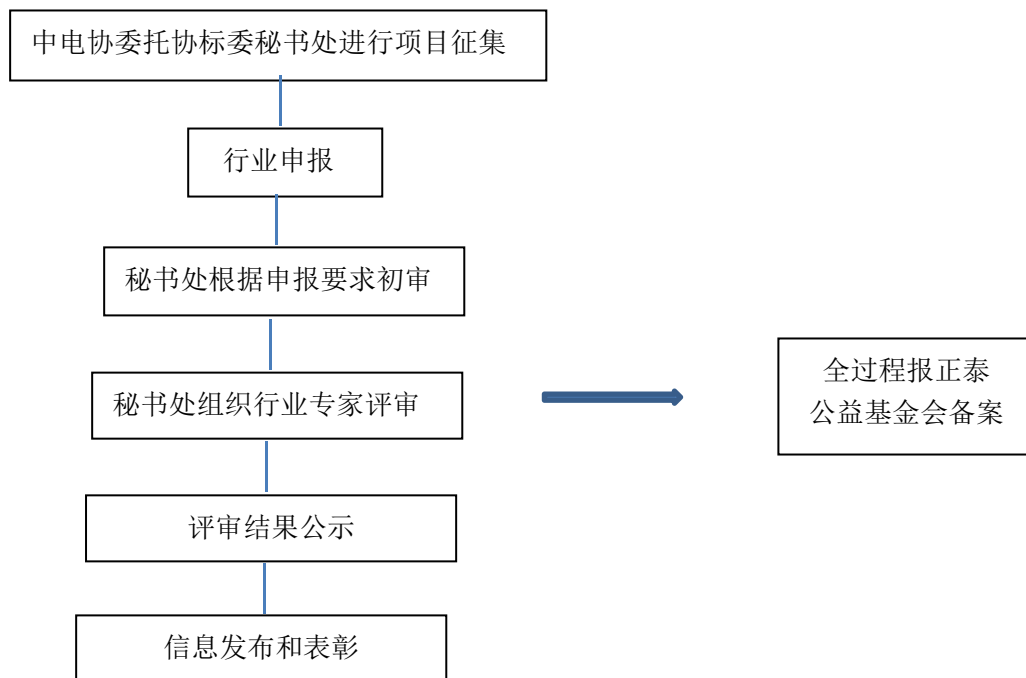 中电协委托协标委秘书处进行项目征集
行业申报
秘书处根据申报要求初审
秘书处组织行业专家评审
全过程报正泰
公益基金会备案
评审结果公示
信息发布和表彰